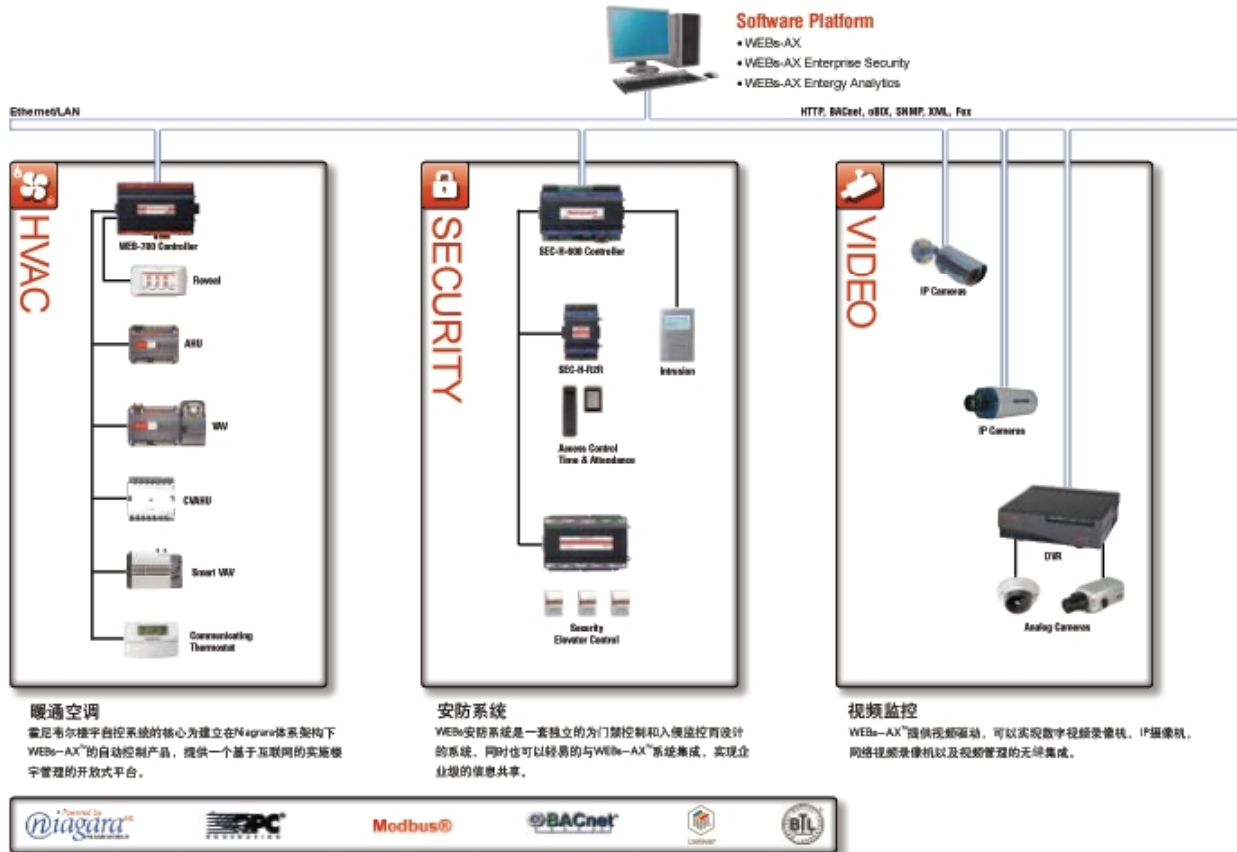 Software Platform
• WEBs-AX
• WEBs-AX Enterprise Security
• WEBs-AX Entergy Analytics
Ethernet/LAN
HTTP, BACnet, oBIX, SNMP, XML, Fox
HVAC
WEB-700 Controller
Reveal
AHU
VAV
CVAHU
Smart VAV
Communicating
Thermostat
SECURITY
SEC-H-600 Controller
SEC-H-R2R
Intrusion
Access Control
Time & Attendance
Security
Elevator Control
VIDEO
IP Cameras
IP Cameras
DVR
Analog Cameras
暖通空调
霍尼韦尔楼宇自控系统的核心为建立在Niagara体系架构下
WEBs-AX™的自动控制产品，提供一个基于互联网的实施楼
宇管理的开放式平台。
安防系统
WEBs安防系统是一套独立的为门禁控制和入侵监控而设计
的系统，同时也可以轻易的与WEBs-AX™系统集成，实现企
业级的信息共享。
视频监控
WEBs-AX™提供视频驱动，可以实现数字视频录像机，IP摄像机，
网络视频录像机以及视频管理的无缝集成。
Powered by
niagara
OPC
FOUNDATION
Modbus®
BACnet
BTL